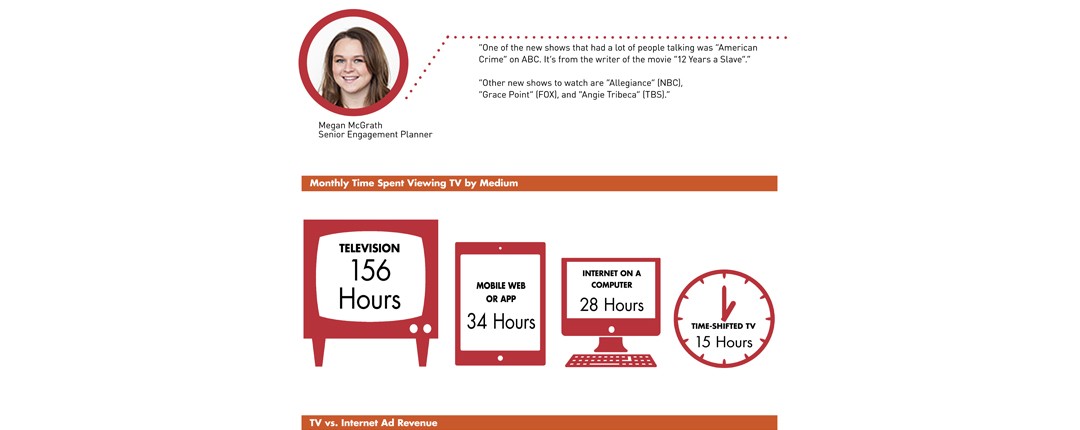 "One of the new shows that had a lot of people talking was "American
Crime" on ABC. It's from the writer of the movie "12 Years a Slave"."
"Other new shows to watch are "Allegiance" (NBC),
"Grace Point" (FOX), and "Angie Tribeca" (TBS)."
Megan McGrath
Senior Engagement Planner
Monthly Time Spent Viewing TV by Medium
TELEVISION
156
Hours
MOBILE WEB
OR APP
34 Hours
INTERNET ON A
COMPUTER
28 Hours
TIME-SHIFTED TV
15 Hours
TV vs. Internet Ad Revenue